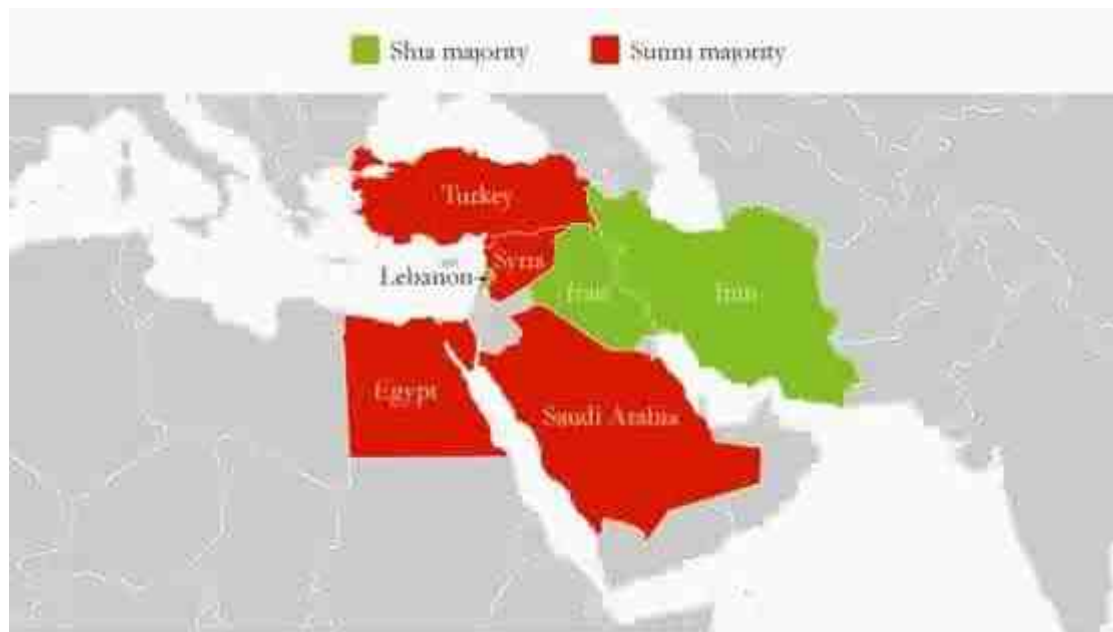 Shia majority
Sunni majority
Turkey
Syria
Lebanon
Iraq
Iran
Egypt
Saudi Arabia